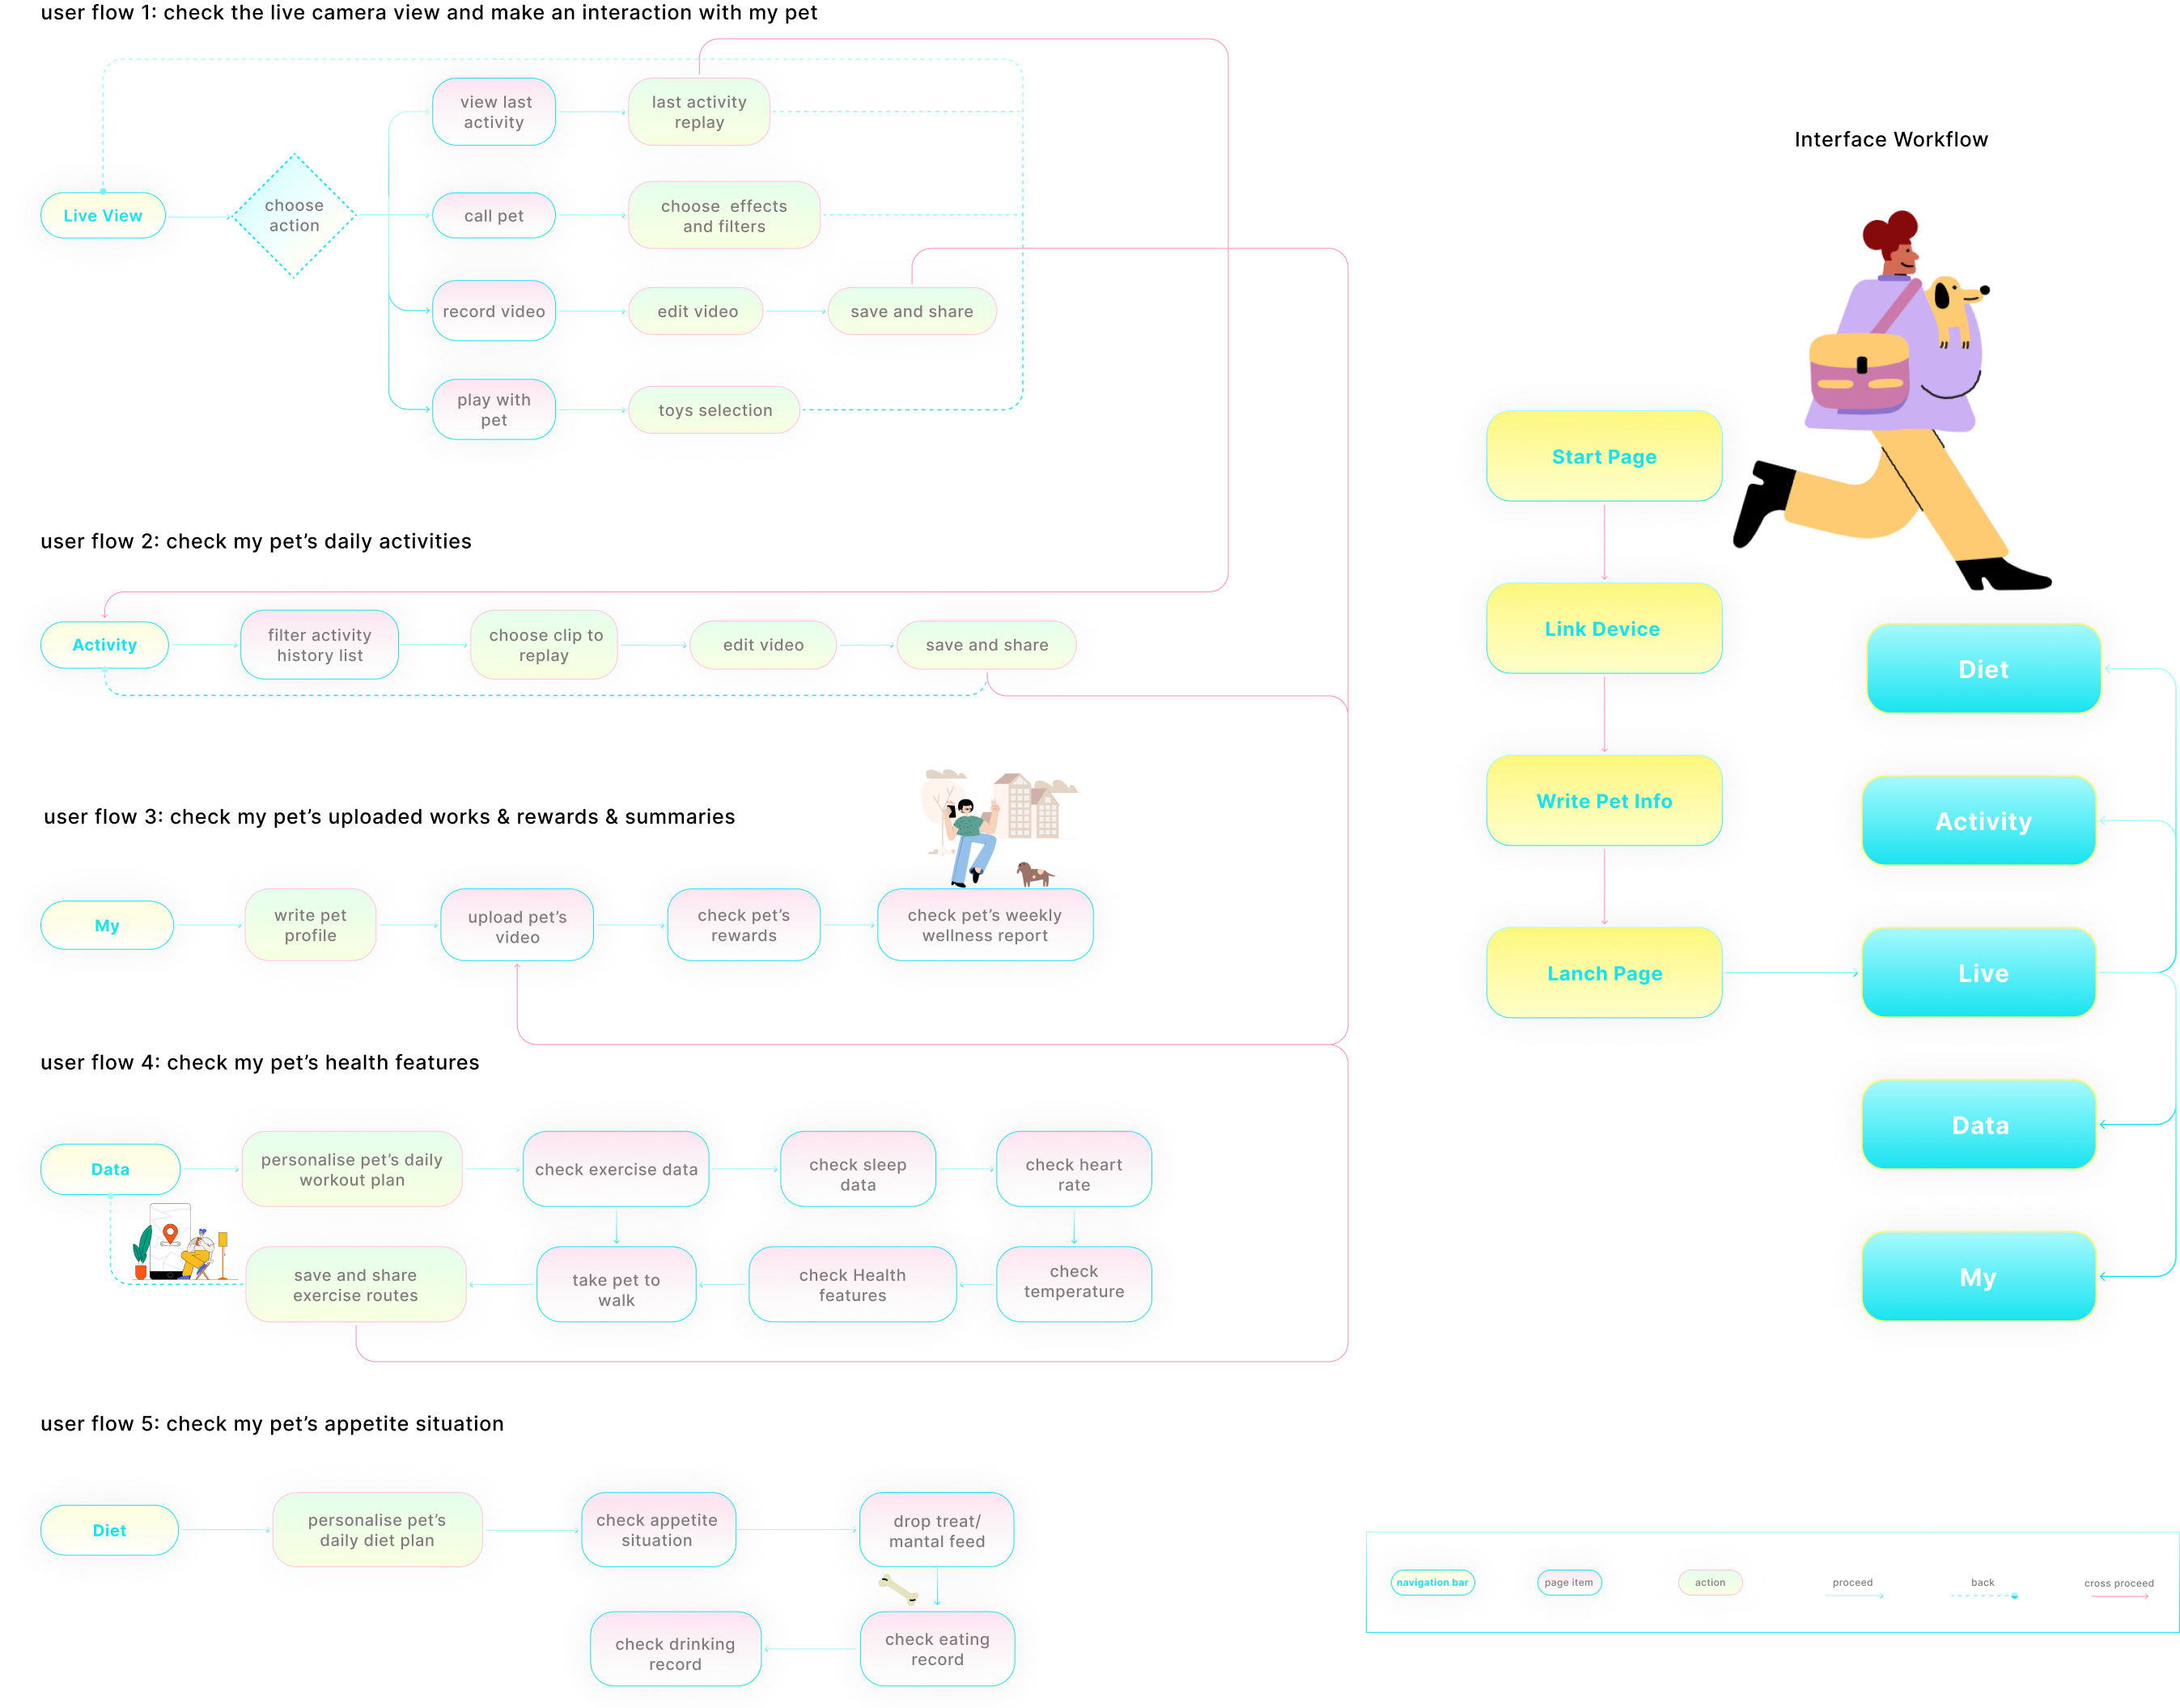 user flow 1: check the live camera view and make an interaction with my pet
Live View
choose
action
view last
activity
last activity
replay
call pet
choose effects
and filters
record video
edit video
save and share
play with
pet
toys selection
user flow 2: check my pet’s daily activities
Activity
filter activity
history list
choose clip to
replay
edit video
save and share
user flow 3: check my pet’s uploaded works & rewards & summaries
My
write pet
profile
upload pet’s
video
check pet’s
rewards
check pet’s weekly
wellness report
user flow 4: check my pet’s health features
Data
personalise pet’s daily
workout plan
check exercise data
check sleep
data
check heart
rate
save and share
exercise routes
take pet to
walk
check Health
features
check
temperature
user flow 5: check my pet’s appetite situation
Diet
personalise pet’s
daily diet plan
check appetite
situation
drop treat/
mantal feed
check drinking
record
check eating
record
Interface Workflow
Start Page
Link Device
Write Pet Info
Lanch Page
Diet
Activity
Live
Data
My
navigation bar
page item
action
proceed
back
cross proceed